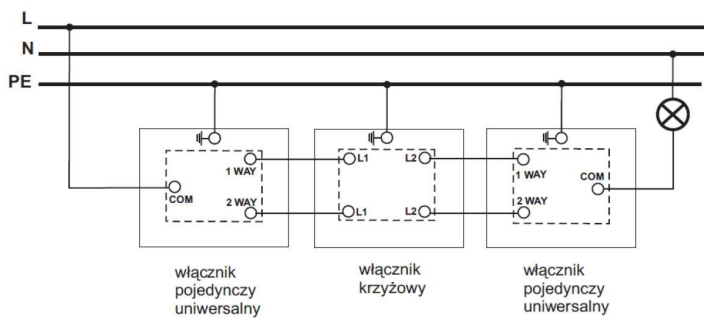 L
N
PE
1 WAY
COM
2 WAY
L1
L2
L1
L2
1 WAY
COM
2 WAY
włącznik
pojedynczy
uniwersalny
włącznik
krzyżowy
włącznik
pojedynczy
uniwersalny